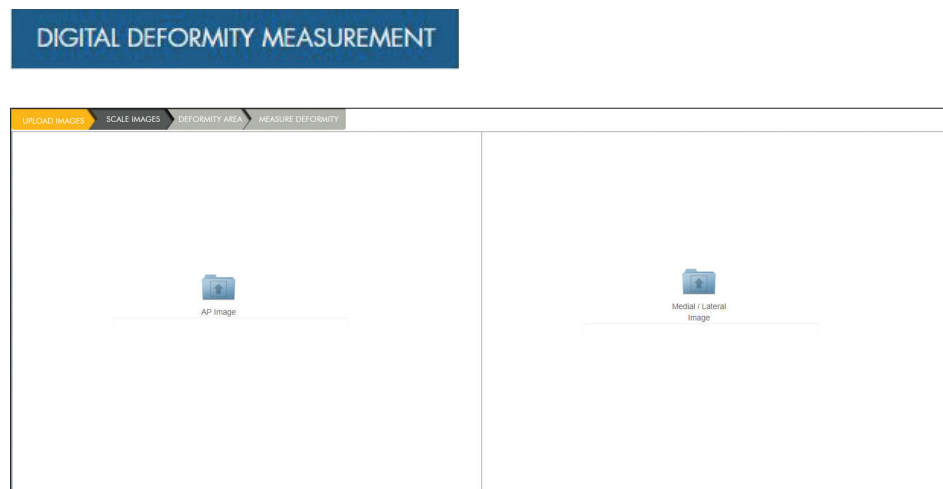 DIGITAL DEFORMITY MEASUREMENT
UPLOAD IMAGES SCALE IMAGES DEFORMITY AREA MEASURE DEFORMITY
AP Image
Medial / Lateral
Image